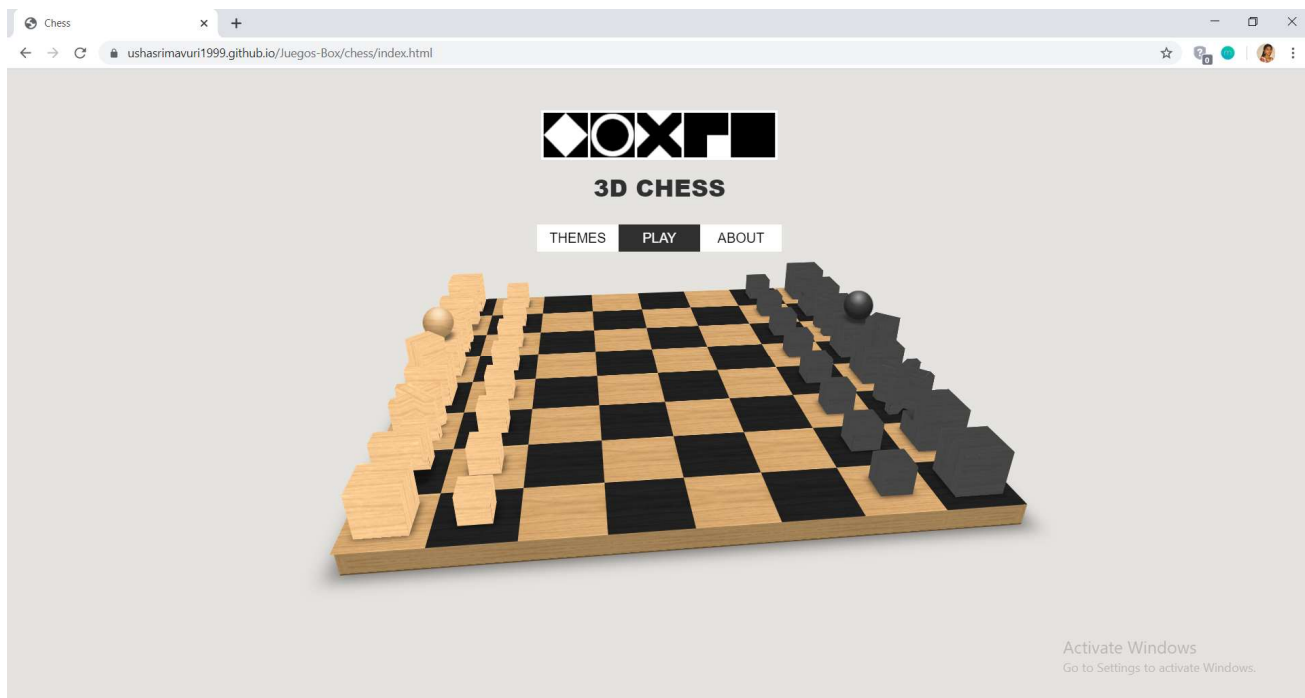 Chess
ushasrimavuri1999.github.io/Juegos-Box/chess/index.html
0
m
3D CHESS
THEMES PLAY ABOUT
Activate Windows
Go to Settings to activate Windows.